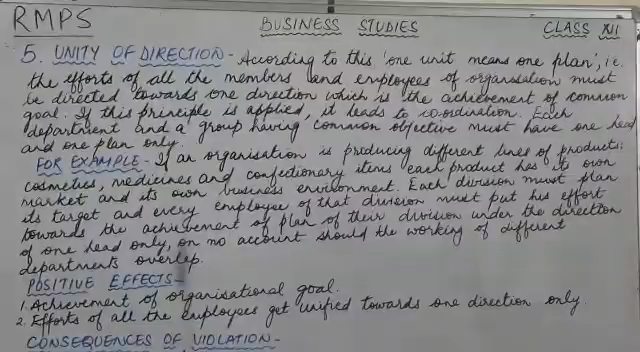 RMPS
BUSINESS STUDIES
CLASS XII
5. UNITY OF DIRECTION - According to this 'one unit means one plan', i.e.
the efforts of all the members and employees of organisation must
be directed towards one direction which is the achievement of common
goal. If this principle is applied, it leads to co.ordination. Each
department and a group having common objective must have one head
and one plan only.
FOR EXAMPLE - If an organisation is producing different lines of products:
cosmetics, medicines and confectionary items each product has its own
market and its own business environment. Each division must plan
its target and every employee of that division must put his effort
towards the achievement of plan of their division under the direction
of one head only, on no account should the working of different
departments overlep.
POSITIVE EFFECTS -
1. Achievement of organisational goal.
2. Efforts of all the employees get unified towards one direction only.
CONSEQUENCES OF VIOLATION -